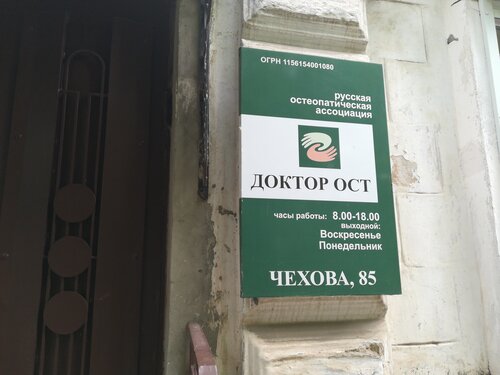 ОГРН 1156154001080
русская
остеопатическая
ассоциация
ДОКТОР ОСТ
часы работы: 8.00-18.00
выходной:
Воскресенье
Понедельник
ЧЕХОВА, 85